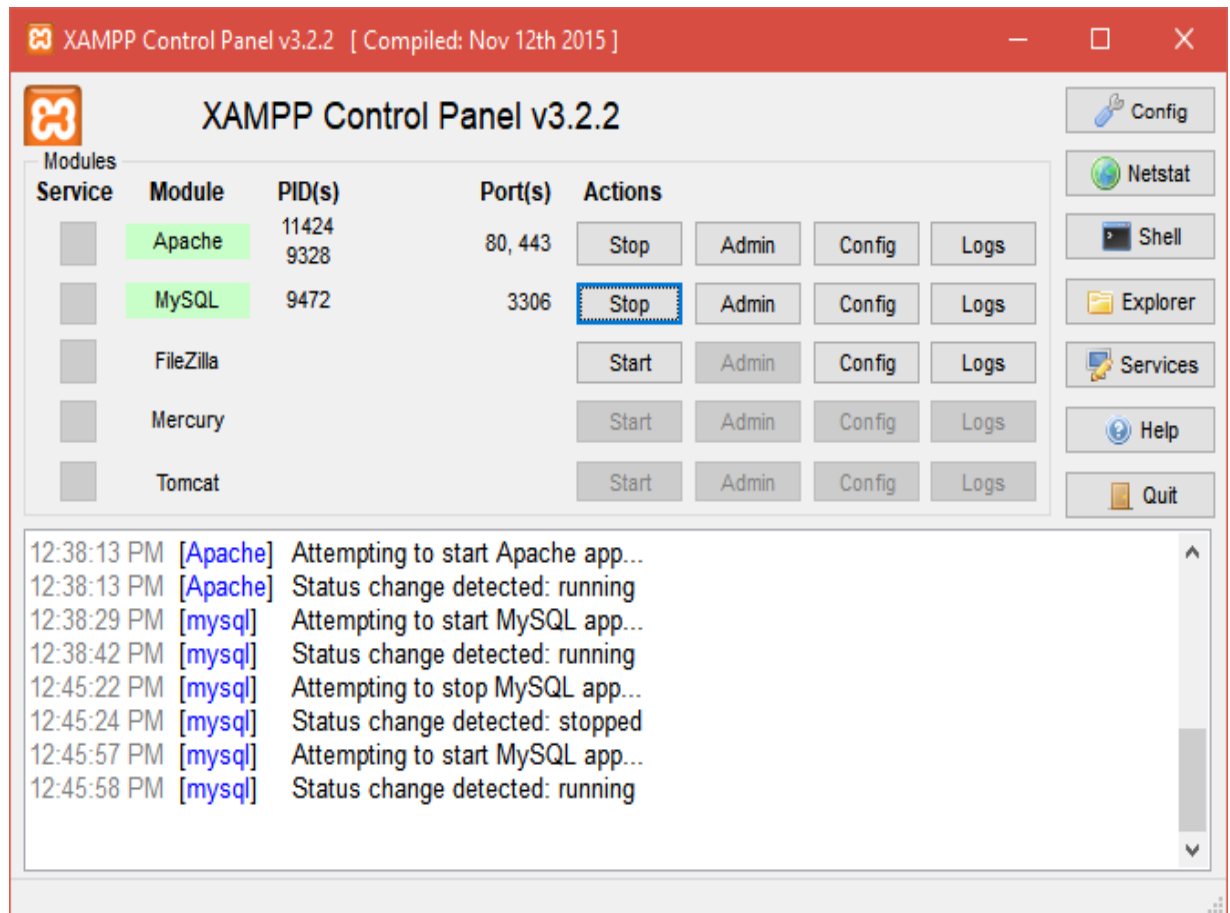 XAMPP Control Panel v3.2.2 [ Compiled: Nov 12th 2015 ]
XAMPP Control Panel v3.2.2
Config
Modules
Service Module PID(s) Port(s) Actions
Netstat
Apache 11424 9328 80, 443 Stop Admin Config Logs
Shell
MySQL 9472 3306 Stop Admin Config Logs
Explorer
FileZilla Start Admin Config Logs
Services
Mercury Start Admin Config Logs
Help
Tomcat Start Admin Config Logs
Quit
12:38:13 PM [Apache] Attempting to start Apache app...
12:38:13 PM [Apache] Status change detected: running
12:38:29 PM [mysql] Attempting to start MySQL app...
12:38:42 PM [mysql] Status change detected: running
12:45:22 PM [mysql] Attempting to stop MySQL app...
12:45:24 PM [mysql] Status change detected: stopped
12:45:57 PM [mysql] Attempting to start MySQL app...
12:45:58 PM [mysql] Status change detected: running